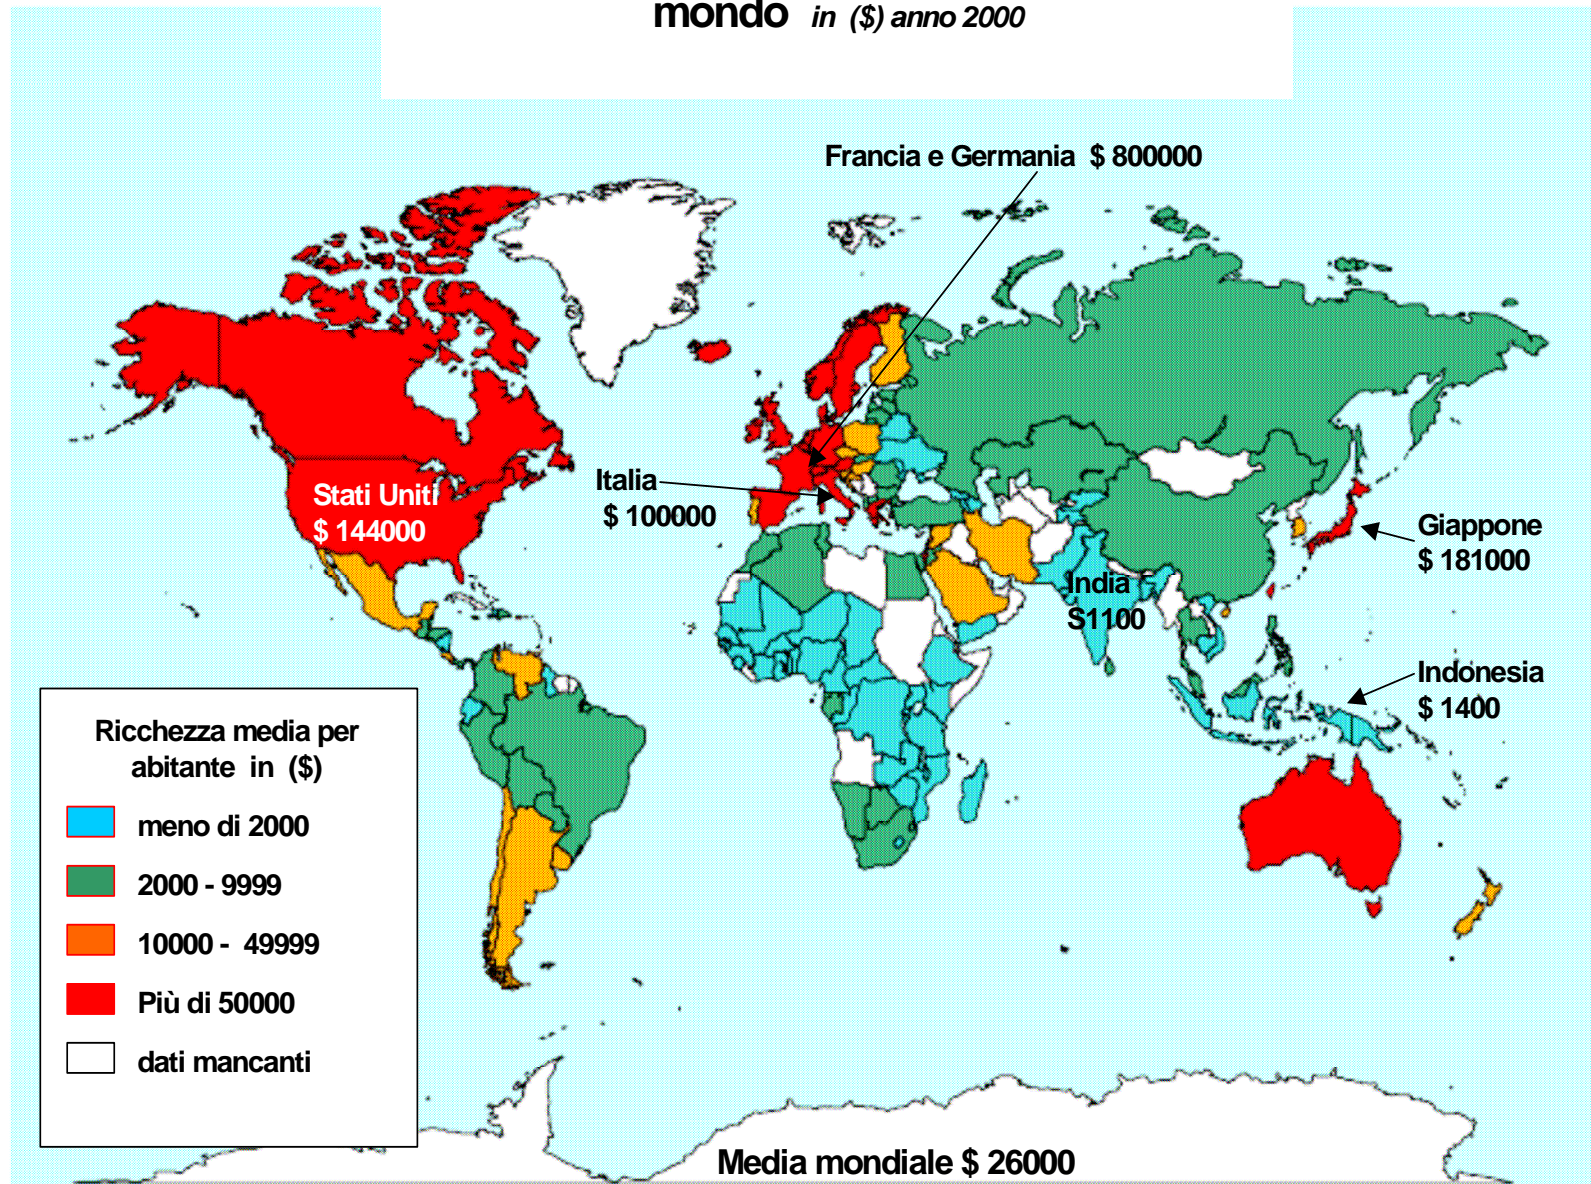 mondo in ($) anno 2000
Francia e Germania $ 800000
Italia
$ 100000
Stati Uniti
$ 144000
Giappone
$ 181000
India
S1100
Indonesia
$ 1400
Ricchezza media per
abitante in ($)
meno di 2000
2000 - 9999
10000 - 49999
Più di 50000
dati mancanti
Media mondiale $ 26000